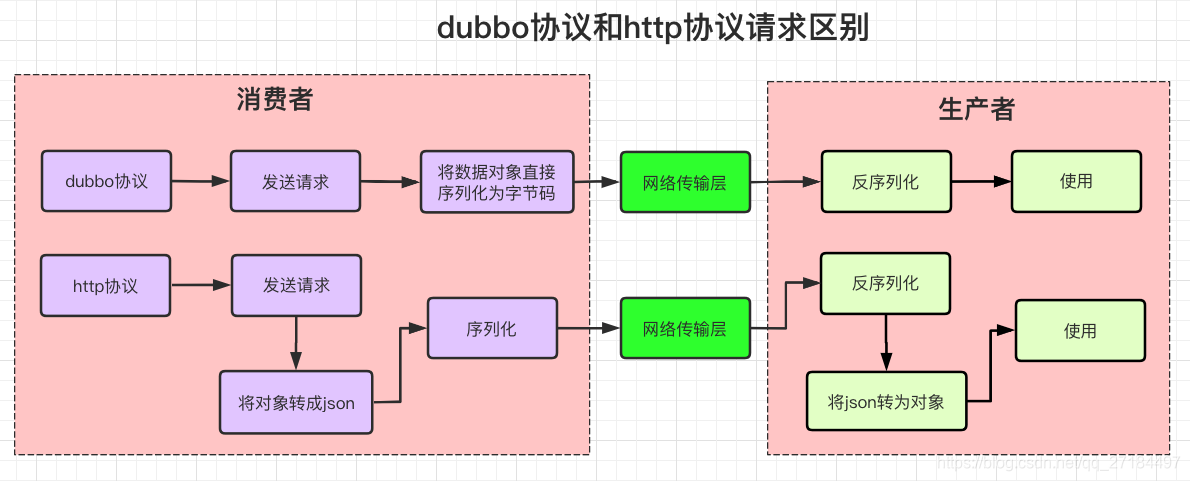 dubbo协议和http协议请求区别
消费者
生产者
dubbo协议
发送请求
将数据对象直接
序列化为字节码
网络传输层
反序列化
使用
http协议
发送请求
将对象转成json
序列化
网络传输层
反序列化
将json转为对象
使用
https://blog.csdn.net/qq_27184497